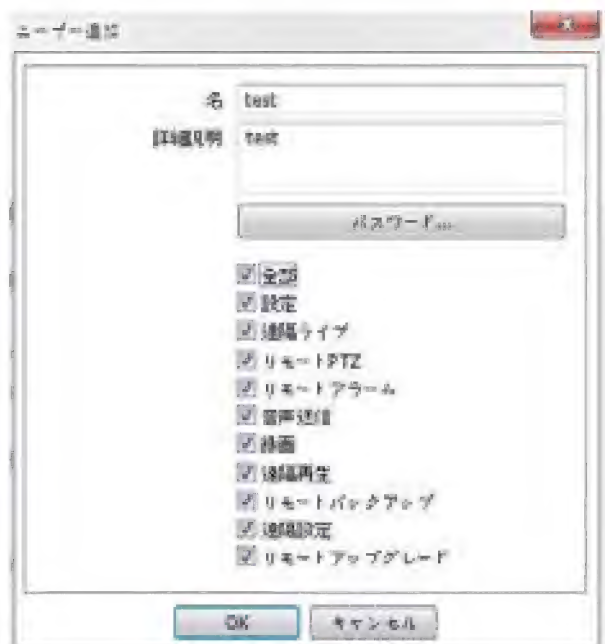 ユーザー追加
名 test
詳細説明 test
パスワード...
全部
設定
遠隔ライブ
リモートPTZ
リモートアラーム
音声送信
録画
遠隔再生
リモートバックアップ
遠隔設定
リモートアップグレード
OK キャンセル